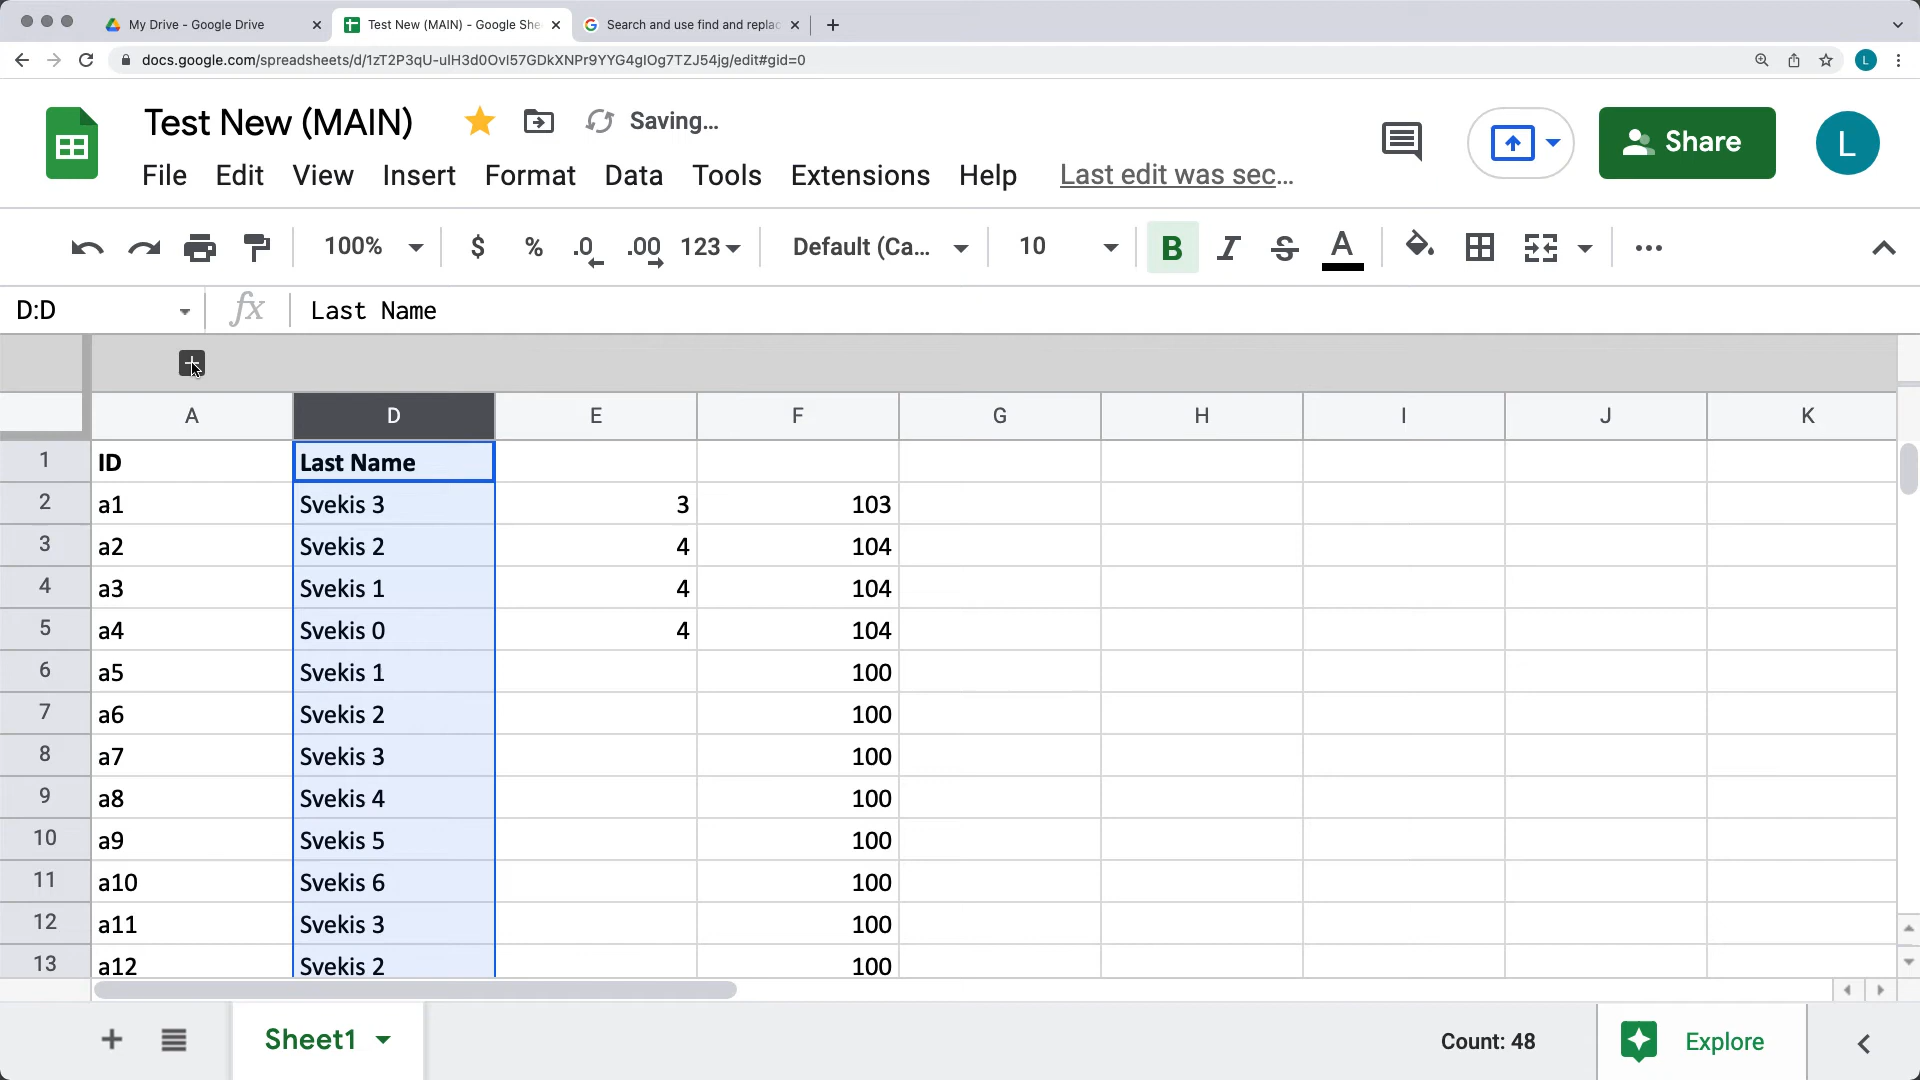 My Drive - Google Drive
Test New (MAIN) - Google She
Search and use find and replac
docs.google.com/spreadsheets/d/1zT2P3qU-uIH3d0OvI57GDkXNPr9YYG4gIOg7TZJ54jg/edit#gid=0
L
Test New (MAIN)
Saving...
Share
L
File Edit View Insert Format Data Tools Extensions Help Last edit was sec...
100% $ % .0 .00 123 Default (Ca... 10 B I S A
D:D fx Last Name
A D E F G H I J K
1 ID Last Name
2 a1 Svekis 3 3 103
3 a2 Svekis 2 4 104
4 a3 Svekis 1 4 104
5 a4 Svekis 0 4 104
6 a5 Svekis 1 100
7 a6 Svekis 2 100
8 a7 Svekis 3 100
9 a8 Svekis 4 100
10 a9 Svekis 5 100
11 a10 Svekis 6 100
12 a11 Svekis 3 100
13 a12 Svekis 2 100
Sheet1 Count: 48 Explore